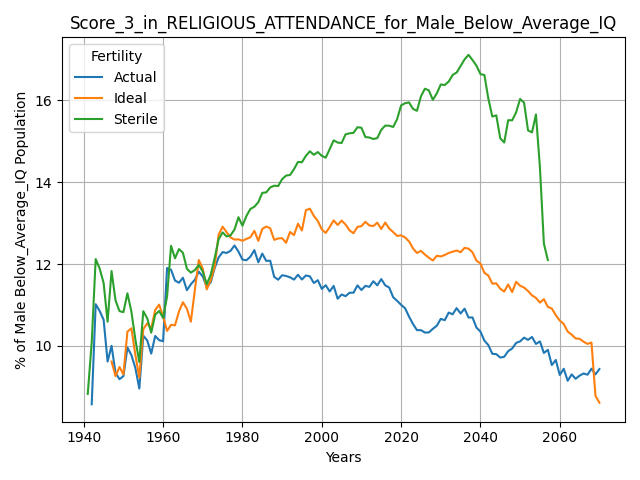 Score_3_in_RELIGIOUS_ATTENDANCE_for_Male_Below_Average_IQ
Fertility
Actual
Ideal
Sterile
% of Male Below_Average_IQ Population
16
14
12
10
1940 1960 1980 2000 2020 2040 2060
Years